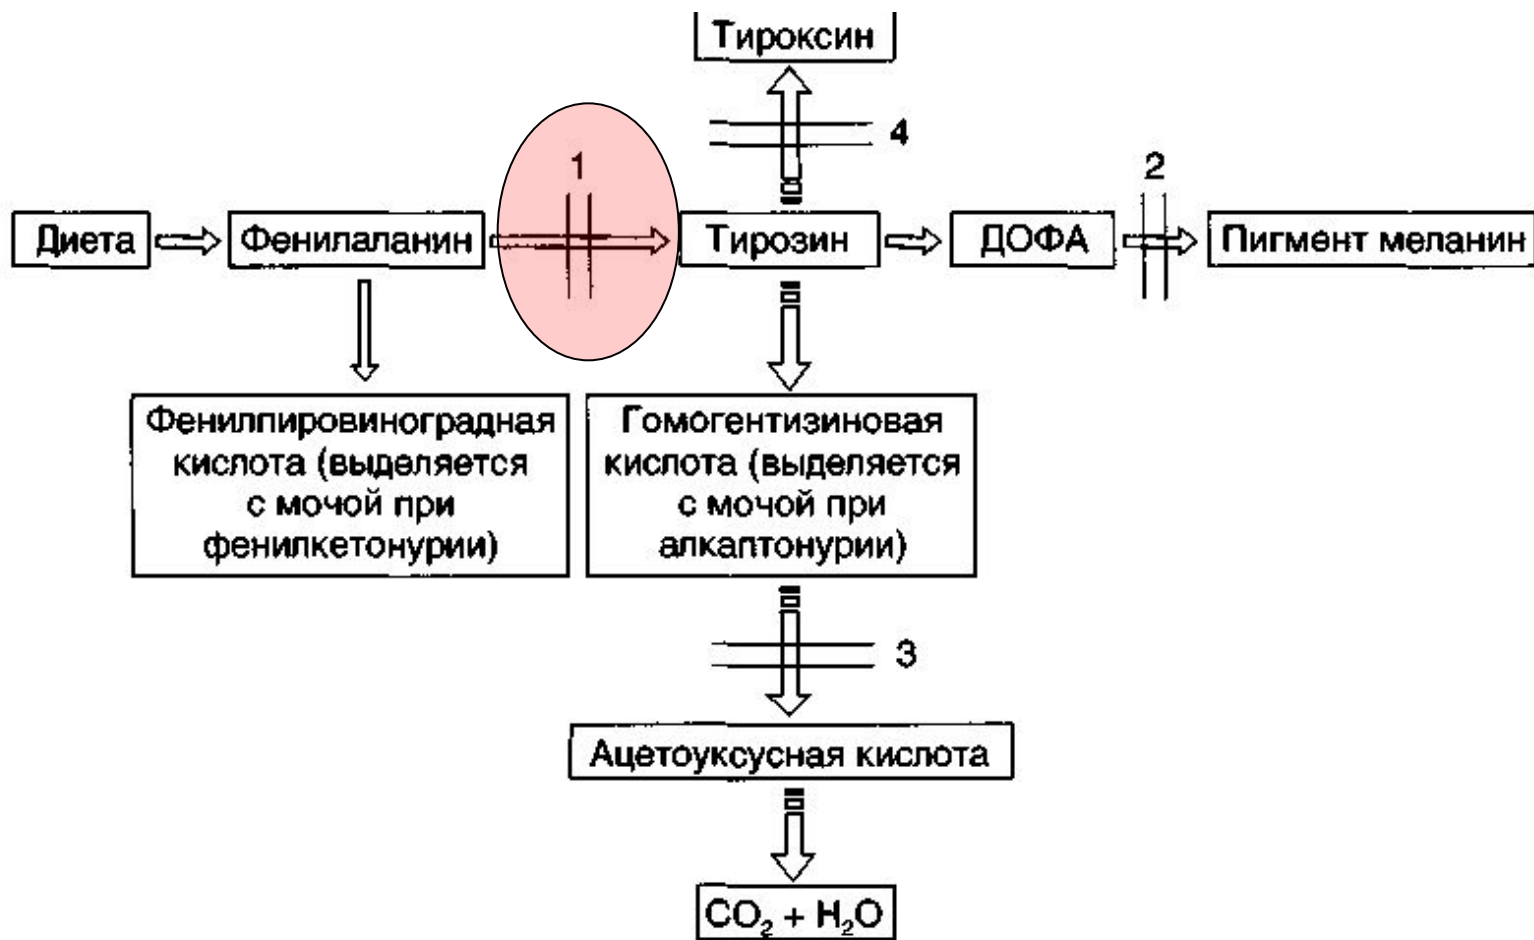 Тироксин
4
1
2
Диета
Фенилаланин
Тирозин
ДОФА
Пигмент меланин
Фенилпировиноградная
кислота (выделяется
с мочой при
фенилкетонурии)
Гомогентизиновая
кислота (выделяется
с мочой при
алкаптонурии)
3
Ацетоуксусная кислота
CO₂ + H₂O